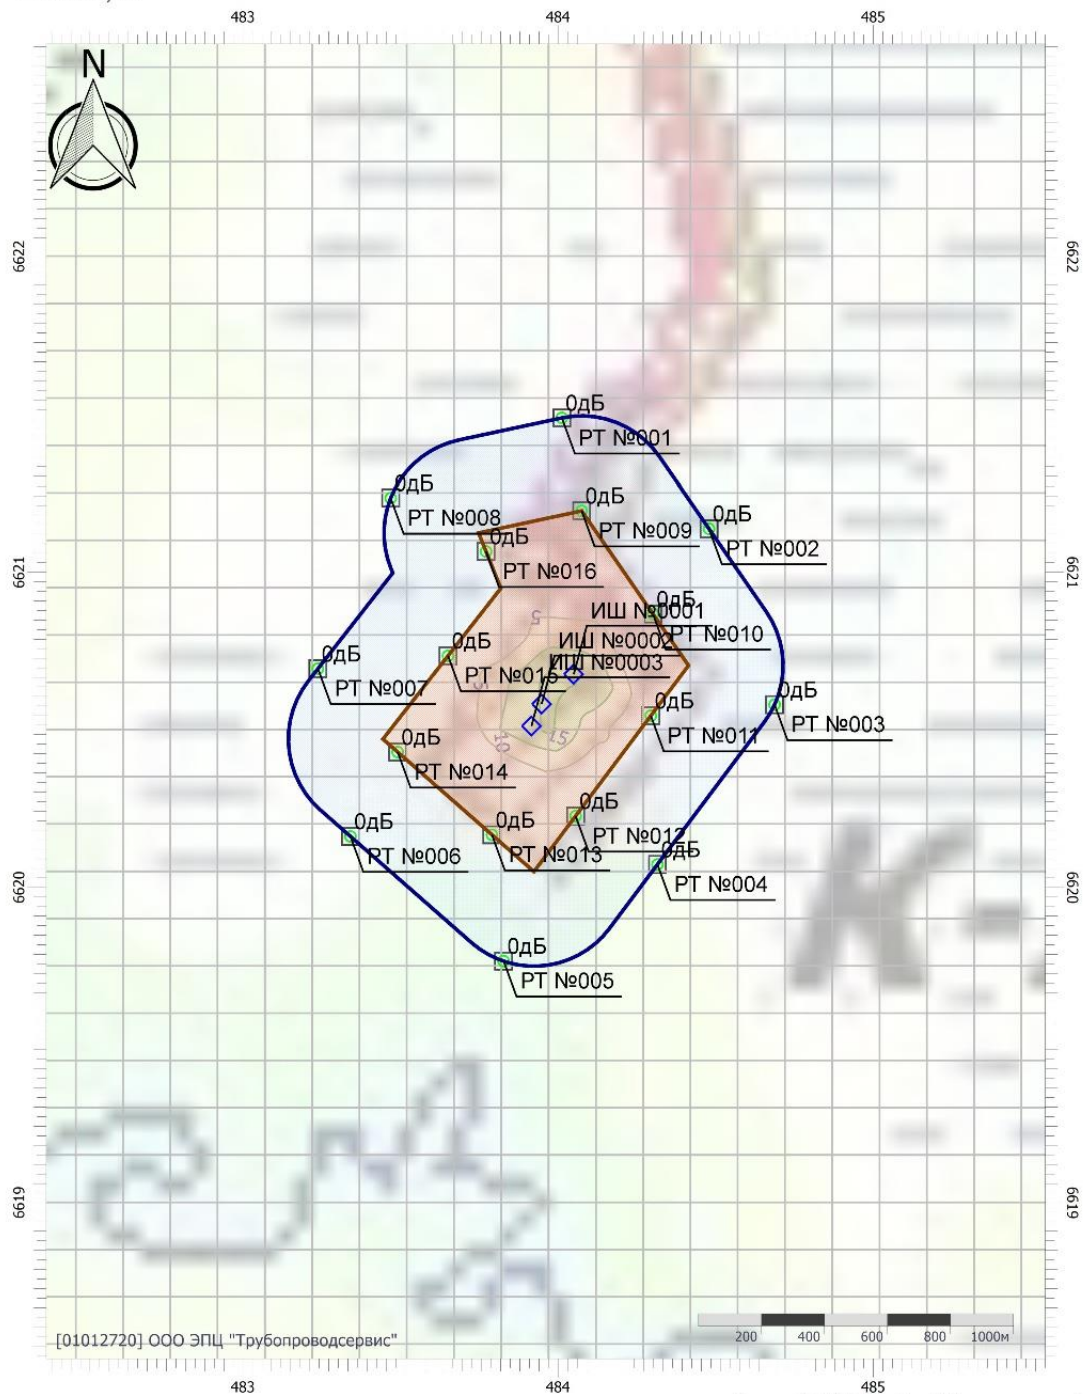 483 484 485
N
6622 6622
0дБ
РТ №001
0дБ
РТ №008
0дБ
РТ №009
0дБ
РТ №002
0дБ
РТ №016
6621 6621
0дБ
РТ №010
ИШ №0001
ИШ №0002
ИШ №0003
5
0дБ
РТ №015
0дБ
РТ №007
5
0дБ
РТ №003
0дБ
РТ №011
10
15
0дБ
РТ №014
0дБ
РТ №012
0дБ
РТ №006
0дБ
РТ №013
0дБ
РТ №004
6620 6620
К-
0дБ
РТ №005
6619 6619
200 400 600 800 1000м
[01012720] ООО ЭПЦ "Трубопроводсервис"
483 484 485